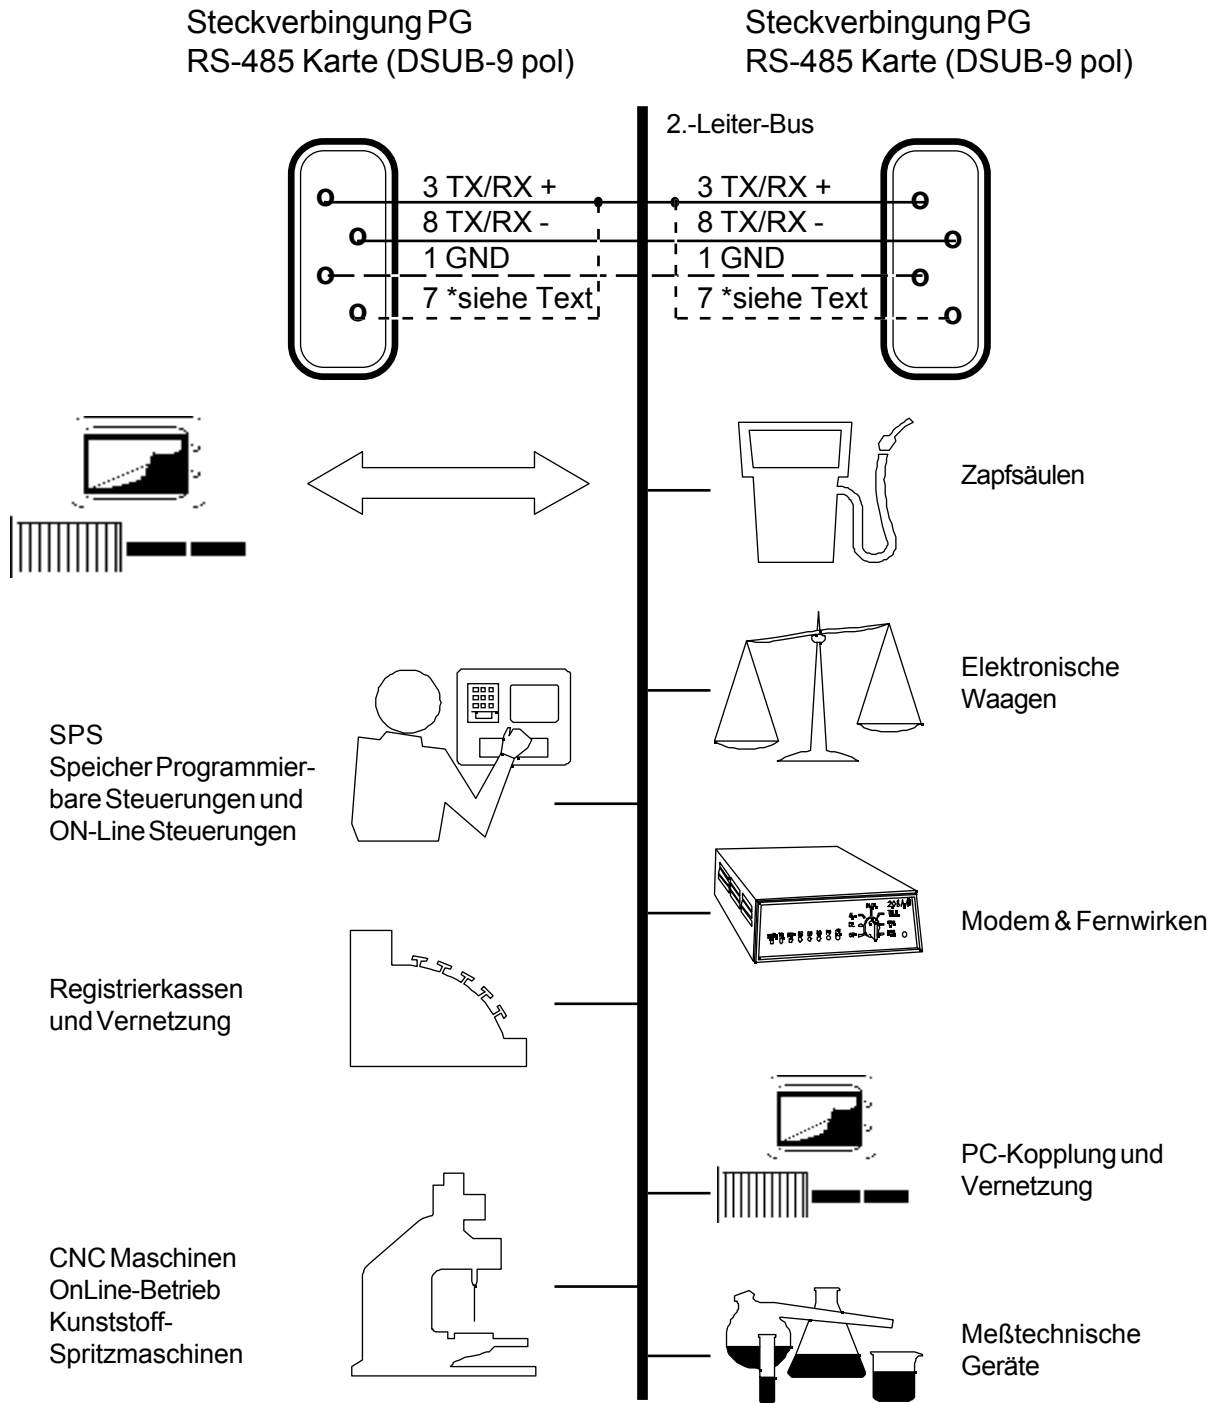 Steckverbingung PG
RS-485 Karte (DSUB-9 pol)
Steckverbingung PG
RS-485 Karte (DSUB-9 pol)
2.-Leiter-Bus
3 TX/RX +
8 TX/RX -
1 GND
7 *siehe Text
3 TX/RX +
8 TX/RX -
1 GND
7 *siehe Text
Zapfsäulen
Elektronische
Waagen
SPS
Speicher Programmier-
bare Steuerungen und
ON-Line Steuerungen
Modem & Fernwirken
Registrierkassen
und Vernetzung
PC-Kopplung und
Vernetzung
CNC Maschinen
OnLine-Betrieb
Kunststoff-
Spritzmaschinen
Meßtechnische
Geräte